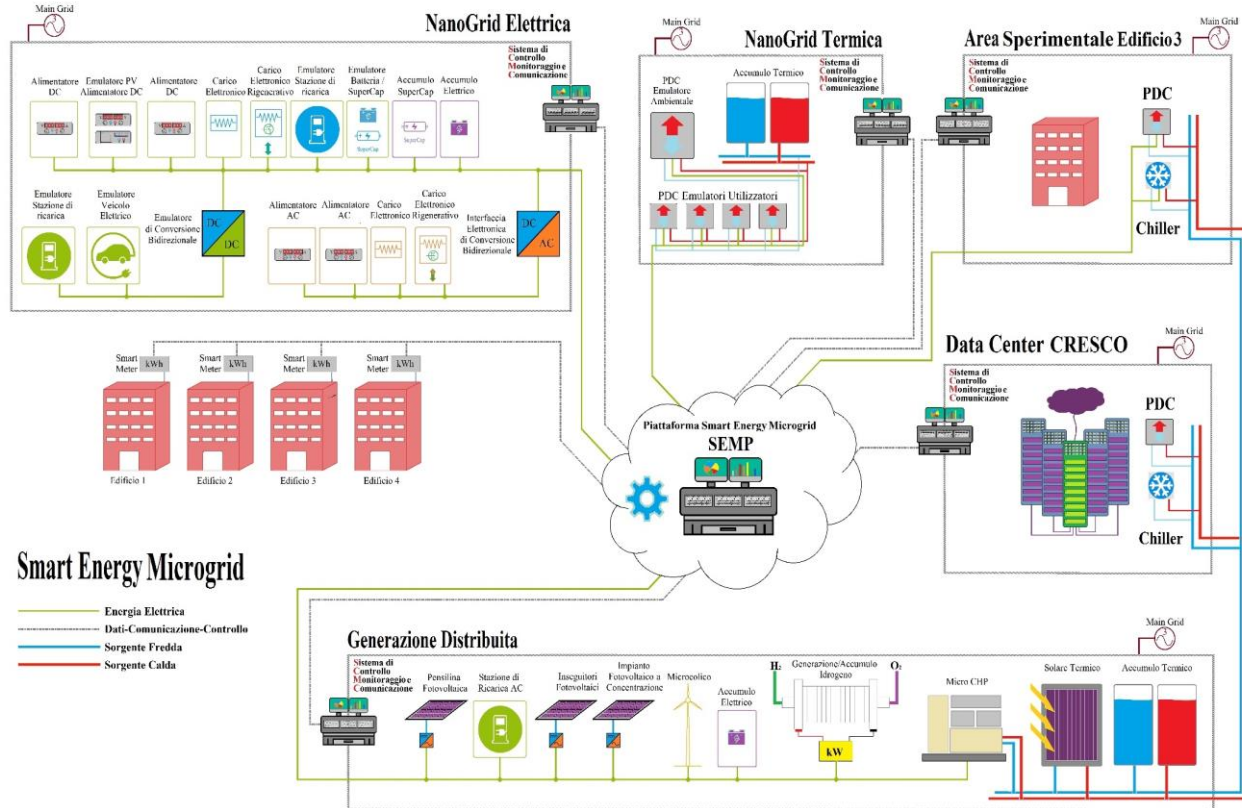 Main Grid
NanoGrid Elettrica
Sistema di
Controllo
Monitoraggio e
Comunicazione
Alimentatore
DC
Emulatore PV
Alimentatore DC
Alimentatore
DC
Carico
Elettronico
Carico
Elettronico
Rigenerativo
Emulatore
Stazione di
ricarica
Emulatore
Batteria /
SuperCap
Accumulo
SuperCap
Accumulo
Elettrico
SuperCap
SuperCap
Emulatore
Stazione di
ricarica
Emulatore
Veicolo
Elettrico
Emulatore
di Conversione
Bidirezionale
DC
DC
Alimentatore
AC
Alimentatore
AC
Carico
Elettronico
Carico
Elettronico
Rigenerativo
Interfaccia
Elettronica
di Conversione
Bidirezionale
DC
AC
Main Grid
NanoGrid Termica
Sistema di
Controllo
Monitoraggio e
Comunicazione
PDC
Emulatore
Ambientale
Accumulo Termico
PDC Emulatori Utilizzatori
Main Grid
Area Sperimentale Edificio3
Sistema di
Controllo
Monitoraggio e
Comunicazione
PDC
Chiller
Smart
Meter
kWh
Smart
Meter
kWh
Smart
Meter
kWh
Smart
Meter
kWh
Edificio 1
Edificio 2
Edificio 3
Edificio 4
Piattaforma Smart Energy Microgrid
SEMP
Main Grid
Data Center CRESCO
Sistema di
Controllo
Monitoraggio e
Comunicazione
PDC
Chiller
Smart Energy Microgrid
Energia Elettrica
Dati-Comunicazione-Controllo
Sorgente Fredda
Sorgente Calda
Main Grid
Generazione Distribuita
Sistema di
Controllo
Monitoraggio e
Comunicazione
Pensilina
Fotovoltaica
Stazione di
Ricarica AC
Inseguitori
Fotovoltaici
Impianto
Fotovoltaico a
Concentrazione
Microeolico
Accumulo
Elettrico
H2
Generazione/Accumulo
Idrogeno
O2
kW
Micro CHP
Solare Termico
Accumulo Termico